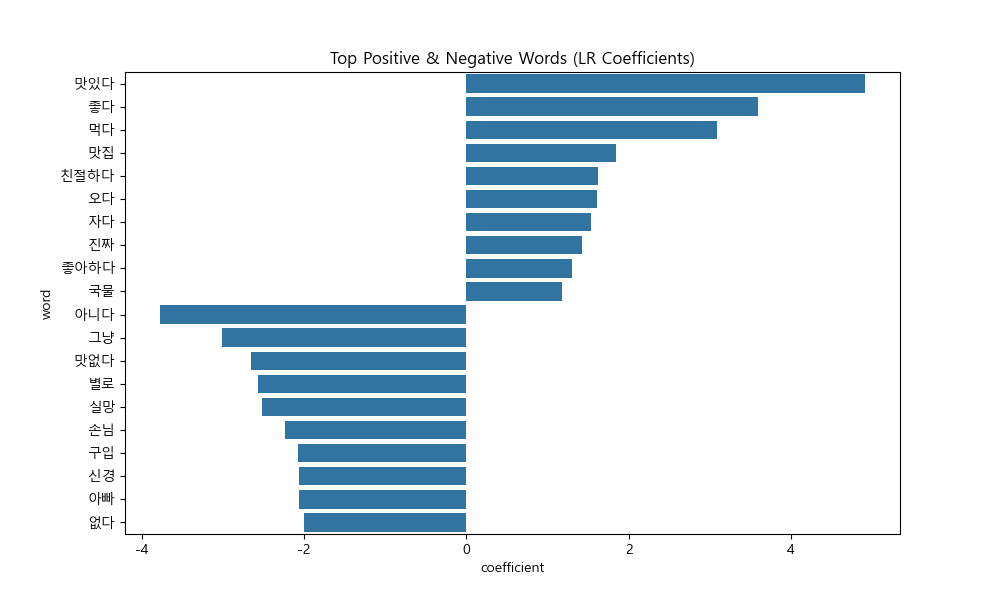 Top Positive & Negative Words (LR Coefficients)
맛있다
좋다
먹다
맛집
친절하다
오다
자다
진짜
좋아하다
국물
아니다
그냥
맛없다
별로
실망
손님
구입
신경
아빠
없다
word
-4 -2 0 2 4
coefficient